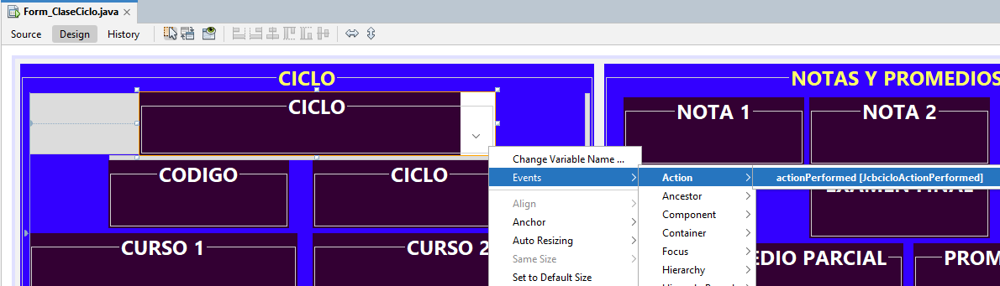 Form_ClaseCiclo.java
Source Design History
CICLO
NOTAS Y PROMEDIOS
CICLO
NOTA 1
NOTA 2
Change Variable Name ...
Events
Action
actionPerformed [JcbcicloActionPerformed]
CODIGO
CICLO
Ancestor
EXAMEN FINAL
Align
Component
Anchor
Container
CURSO 1
CURSO 2
Auto Resizing
Focus
EDIO PARCIAL
PROM
Same Size
Hierarchy
Set to Default Size